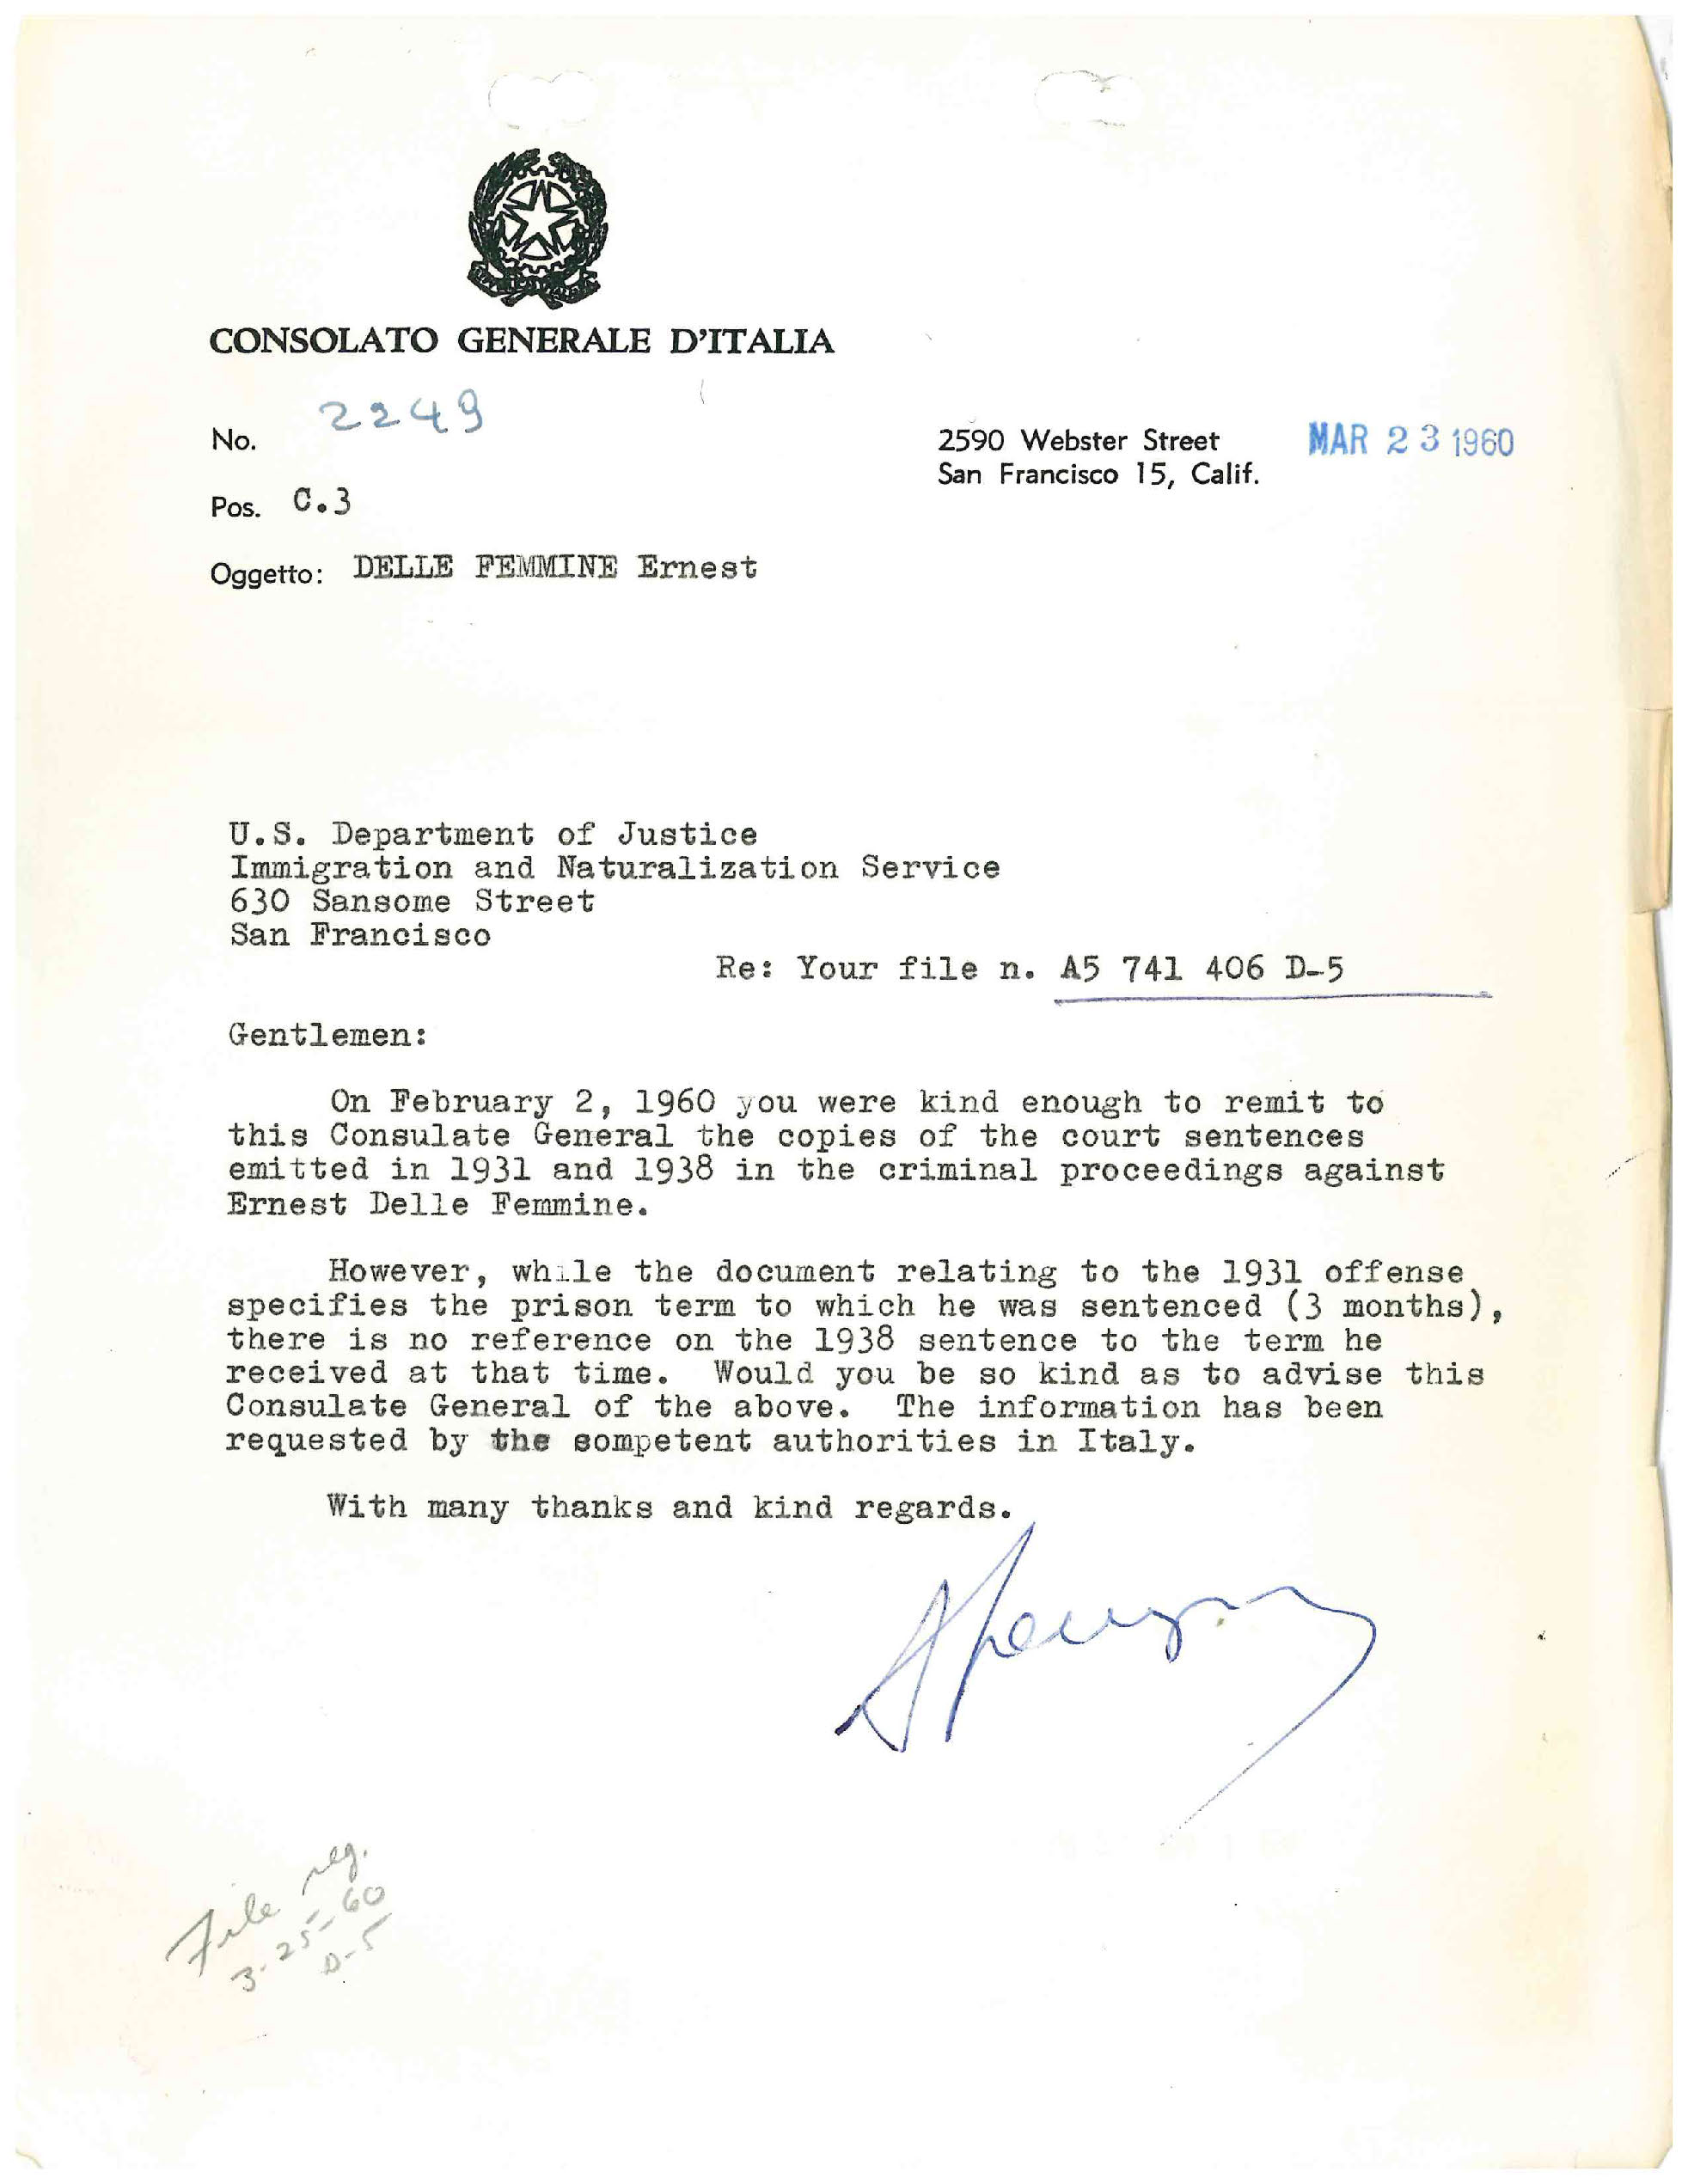 CONSOLATO GENERALE D'ITALIA
No. 2249
2590 Webster Street MAR 23 1960
San Francisco 15, Calif.
Pos. C.3
Oggetto: DELLE FEMMINE Ernest
U.S. Department of Justice
Immigration and Naturalization Service
630 Sansome Street
San Francisco
Re: Your file n. A5 741 406 D-5
Gentlemen:
On February 2, 1960 you were kind enough to remit to
this Consulate General the copies of the court sentences
emitted in 1931 and 1938 in the criminal proceedings against
Ernest Delle Femmine.
However, while the document relating to the 1931 offense
specifies the prison term to which he was sentenced (3 months),
there is no reference on the 1938 sentence to the term he
received at that time. Would you be so kind as to advise this
Consulate General of the above. The information has been
requested by the competent authorities in Italy.
With many thanks and kind regards.
File reg.
3-25-60
D-5